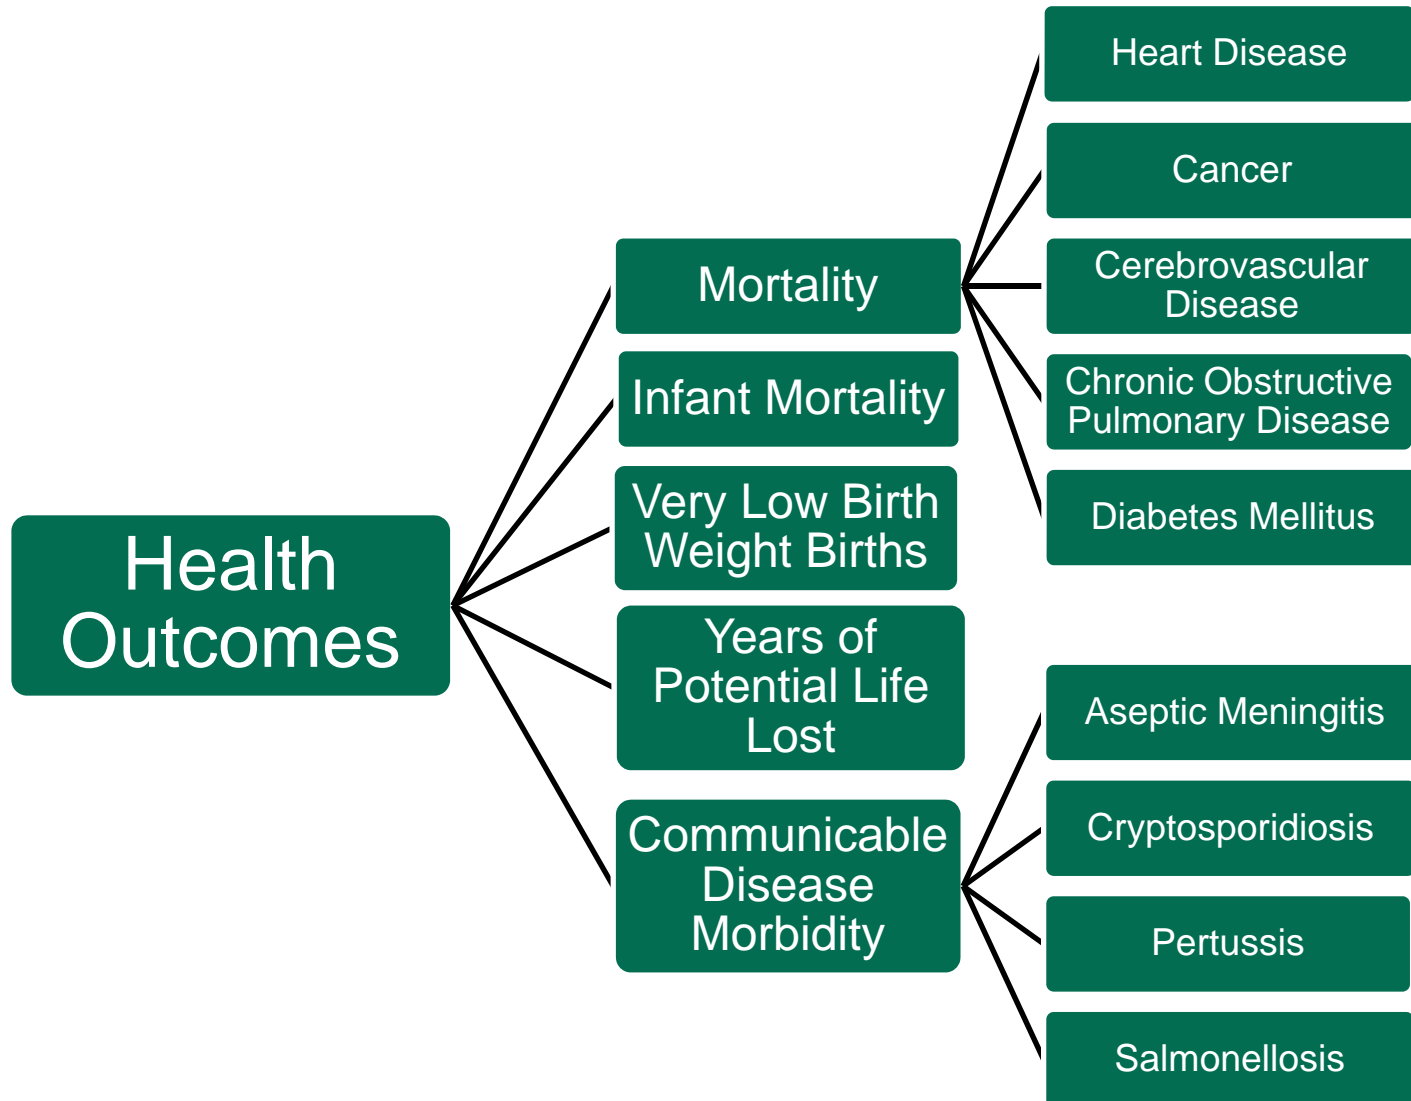 Health
Outcomes
Mortality
Infant Mortality
Very Low Birth
Weight Births
Years of
Potential Life
Lost
Communicable
Disease
Morbidity
Heart Disease
Cancer
Cerebrovascular
Disease
Chronic Obstructive
Pulmonary Disease
Diabetes Mellitus
Aseptic Meningitis
Cryptosporidiosis
Pertussis
Salmonellosis